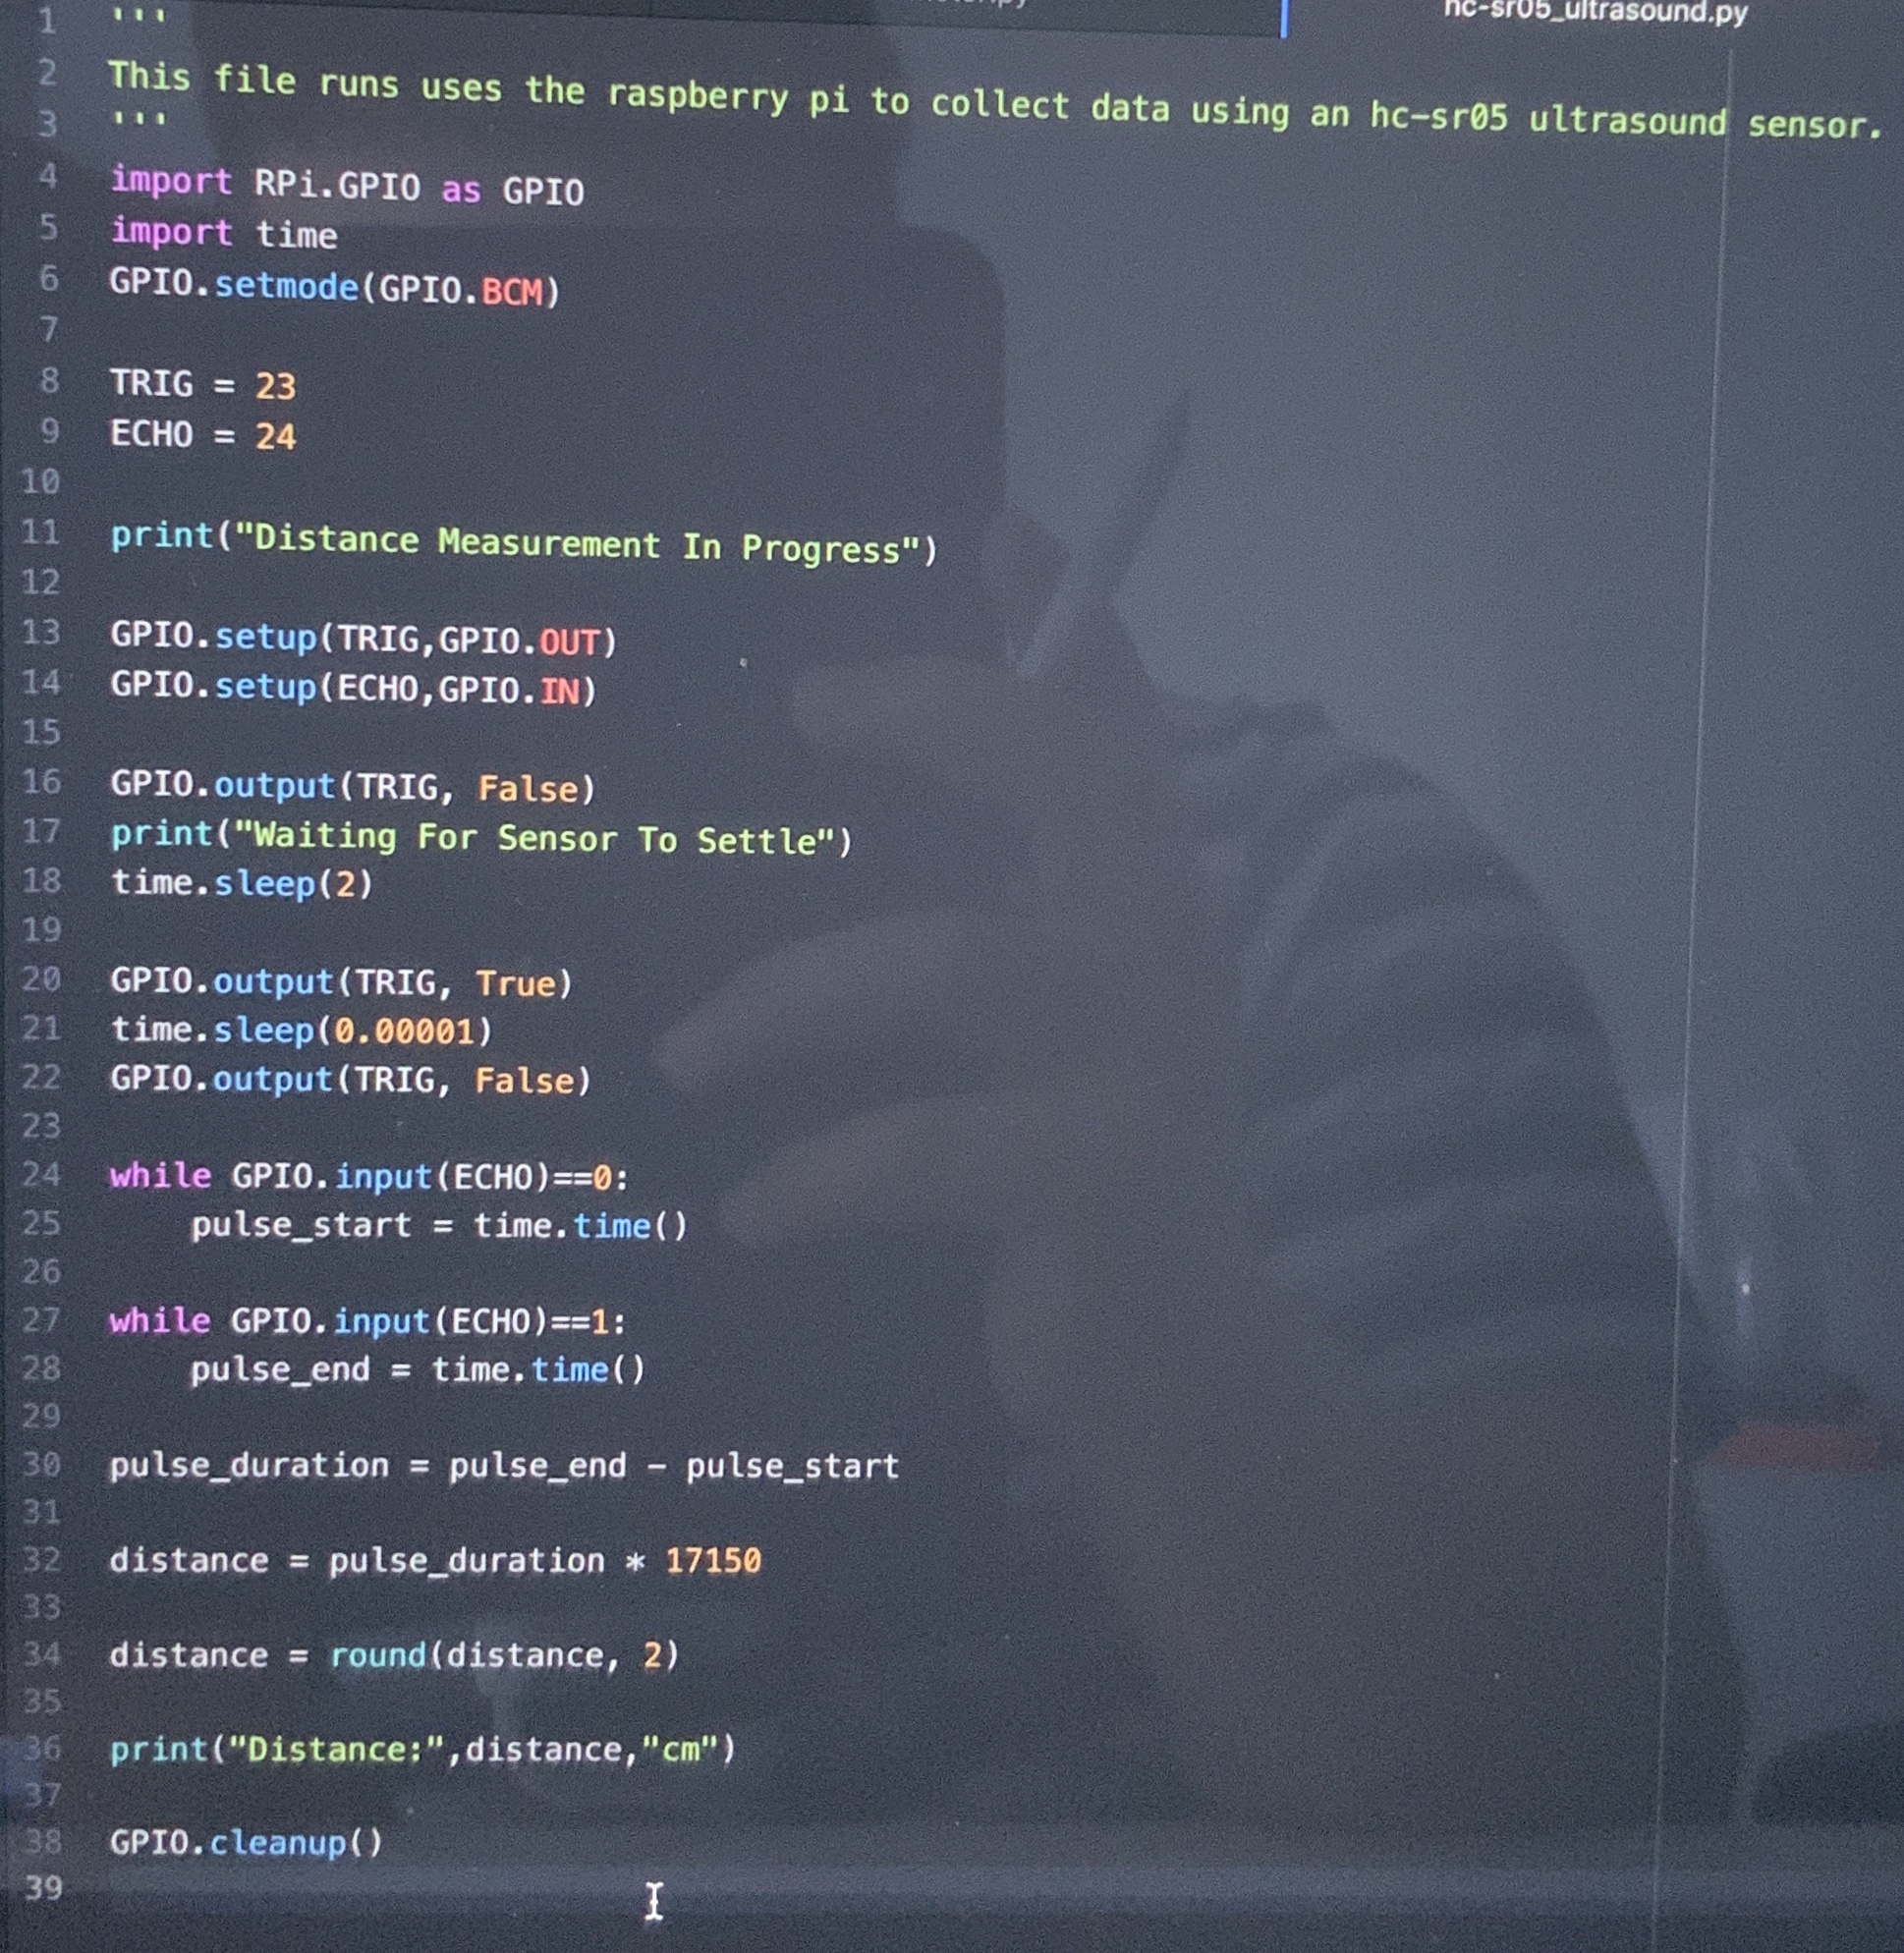 hc-sr05_ultrasound.py
1 '''
2 This file runs uses the raspberry pi to collect data using an hc-sr05 ultrasound sensor.
3 '''
4 import RPi.GPIO as GPIO
5 import time
6 GPIO.setmode(GPIO.BCM)
7
8 TRIG = 23
9 ECHO = 24
10
11 print("Distance Measurement In Progress")
12
13 GPIO.setup(TRIG,GPIO.OUT)
14 GPIO.setup(ECHO,GPIO.IN)
15
16 GPIO.output(TRIG, False)
17 print("Waiting For Sensor To Settle")
18 time.sleep(2)
19
20 GPIO.output(TRIG, True)
21 time.sleep(0.00001)
22 GPIO.output(TRIG, False)
23
24 while GPIO.input(ECHO)==0:
25     pulse_start = time.time()
26
27 while GPIO.input(ECHO)==1:
28     pulse_end = time.time()
29
30 pulse_duration = pulse_end - pulse_start
31
32 distance = pulse_duration * 17150
33
34 distance = round(distance, 2)
35
36 print("Distance:",distance,"cm")
37
38 GPIO.cleanup()
39